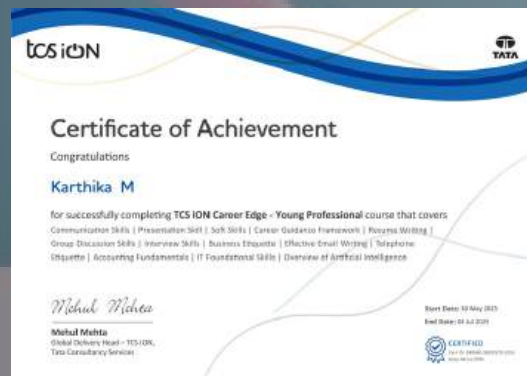 tcs iON
TATA
Certificate of Achievement
Congratulations
Karthika M
for successfully completing TCS iON Career Edge - Young Professional course that covers
Communication Skills | Presentation Skill | Soft Skills | Career Guidance Framework | Resume Writing |
Group Discussion Skills | Interview Skills | Business Etiquette | Effective Email Writing | Telephone
Etiquette | Accounting Fundamentals | IT Foundational Skills | Overview of Artificial Intelligence
Mehul Mehta
Mehul Mehta
Global Delivery Head – TCS iON,
Tata Consultancy Services
Start Date:
End Date:
CERTIFIED